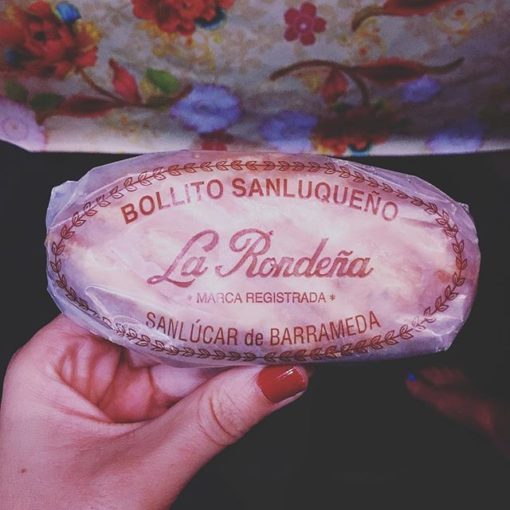 BOLLITO SANLUQUEÑO
La Rondeña
* MARCA REGISTRADA *
SANLÚCAR de BARRAMEDA